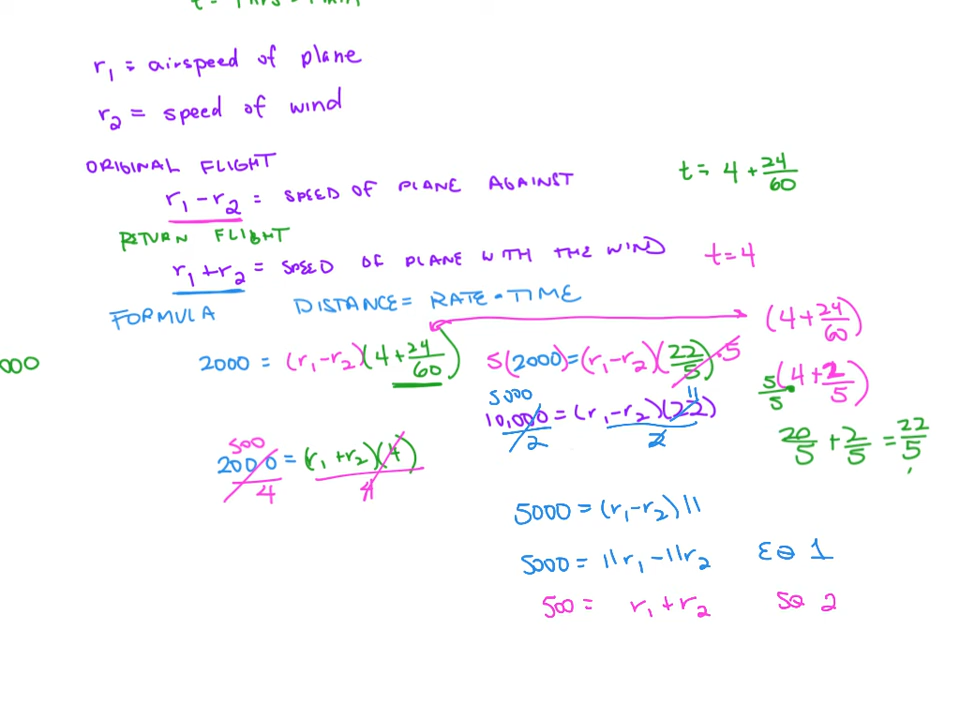 r1 = airspeed of plane
r2 = speed of wind
ORIGINAL FLIGHT
r1 - r2 = SPEED OF PLANE AGAINST
t = 4 + 24/60
RETURN FLIGHT
r1 + r2 = SPEED OF PLANE WITH THE WIND
t = 4
FORMULA DISTANCE = RATE · TIME
(4 + 24/60)
000
2000 = (r1 - r2)(4 + 24/60)
5(2000) = (r1 - r2)(22/5) · 5
5/5 (4 + 2/5)
5000 11
10,000/2 = (r1 - r2)(22)/2
20/5 + 2/5 = 22/5
500
2000/4 = (r1 + r2)(4)/4
5000 = (r1 - r2) 11
5000 = 11r1 - 11r2 EQ 1
500 = r1 + r2 2